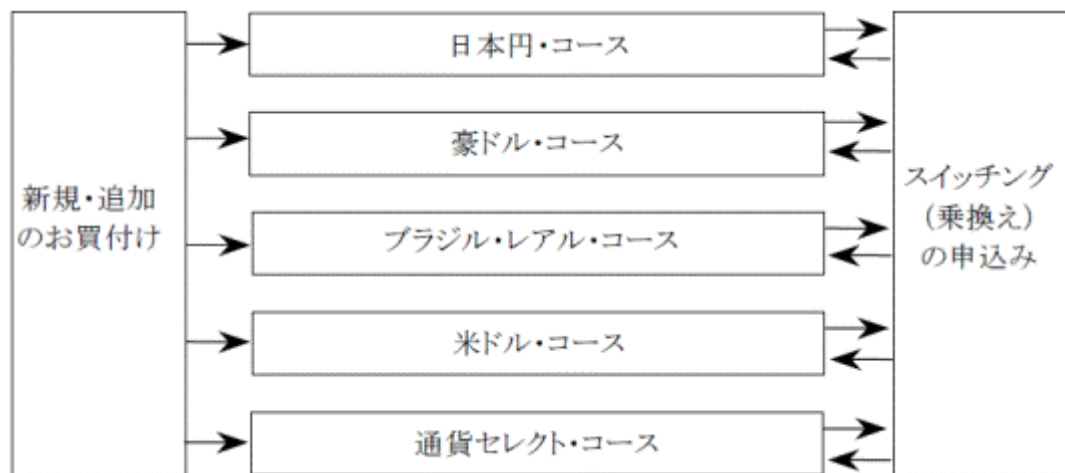 新規・追加
のお買付け
日本円・コース
豪ドル・コース
ブラジル・レアル・コース
米ドル・コース
通貨セレクト・コース
スイッチング
(乗換え)
の申込み